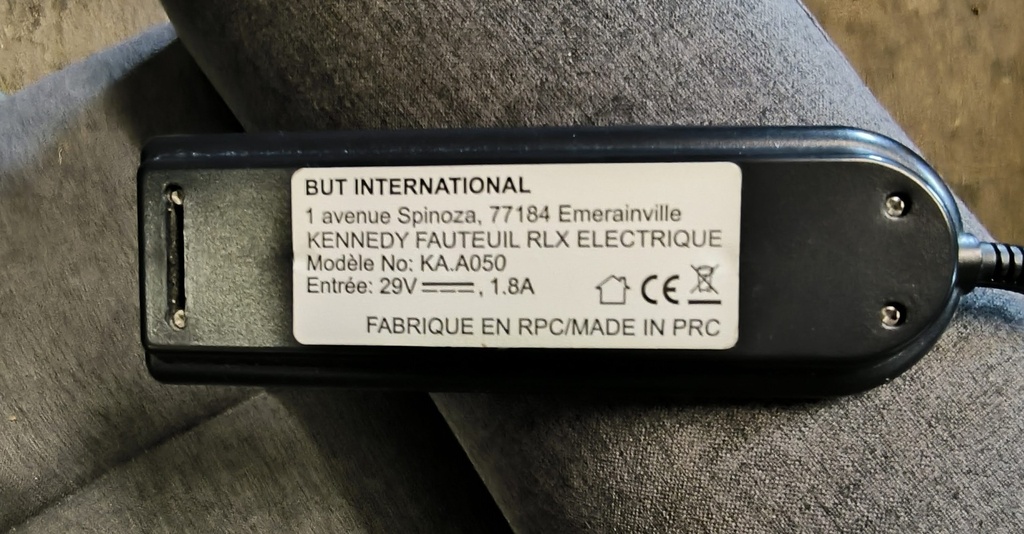 BUT INTERNATIONAL
1 avenue Spinoza, 77184 Emerainville
KENNEDY FAUTEUIL RLX ELECTRIQUE
Modèle No: KA.A050
Entrée: 29V⎓, 1.8A
CE
FABRIQUE EN RPC/MADE IN PRC